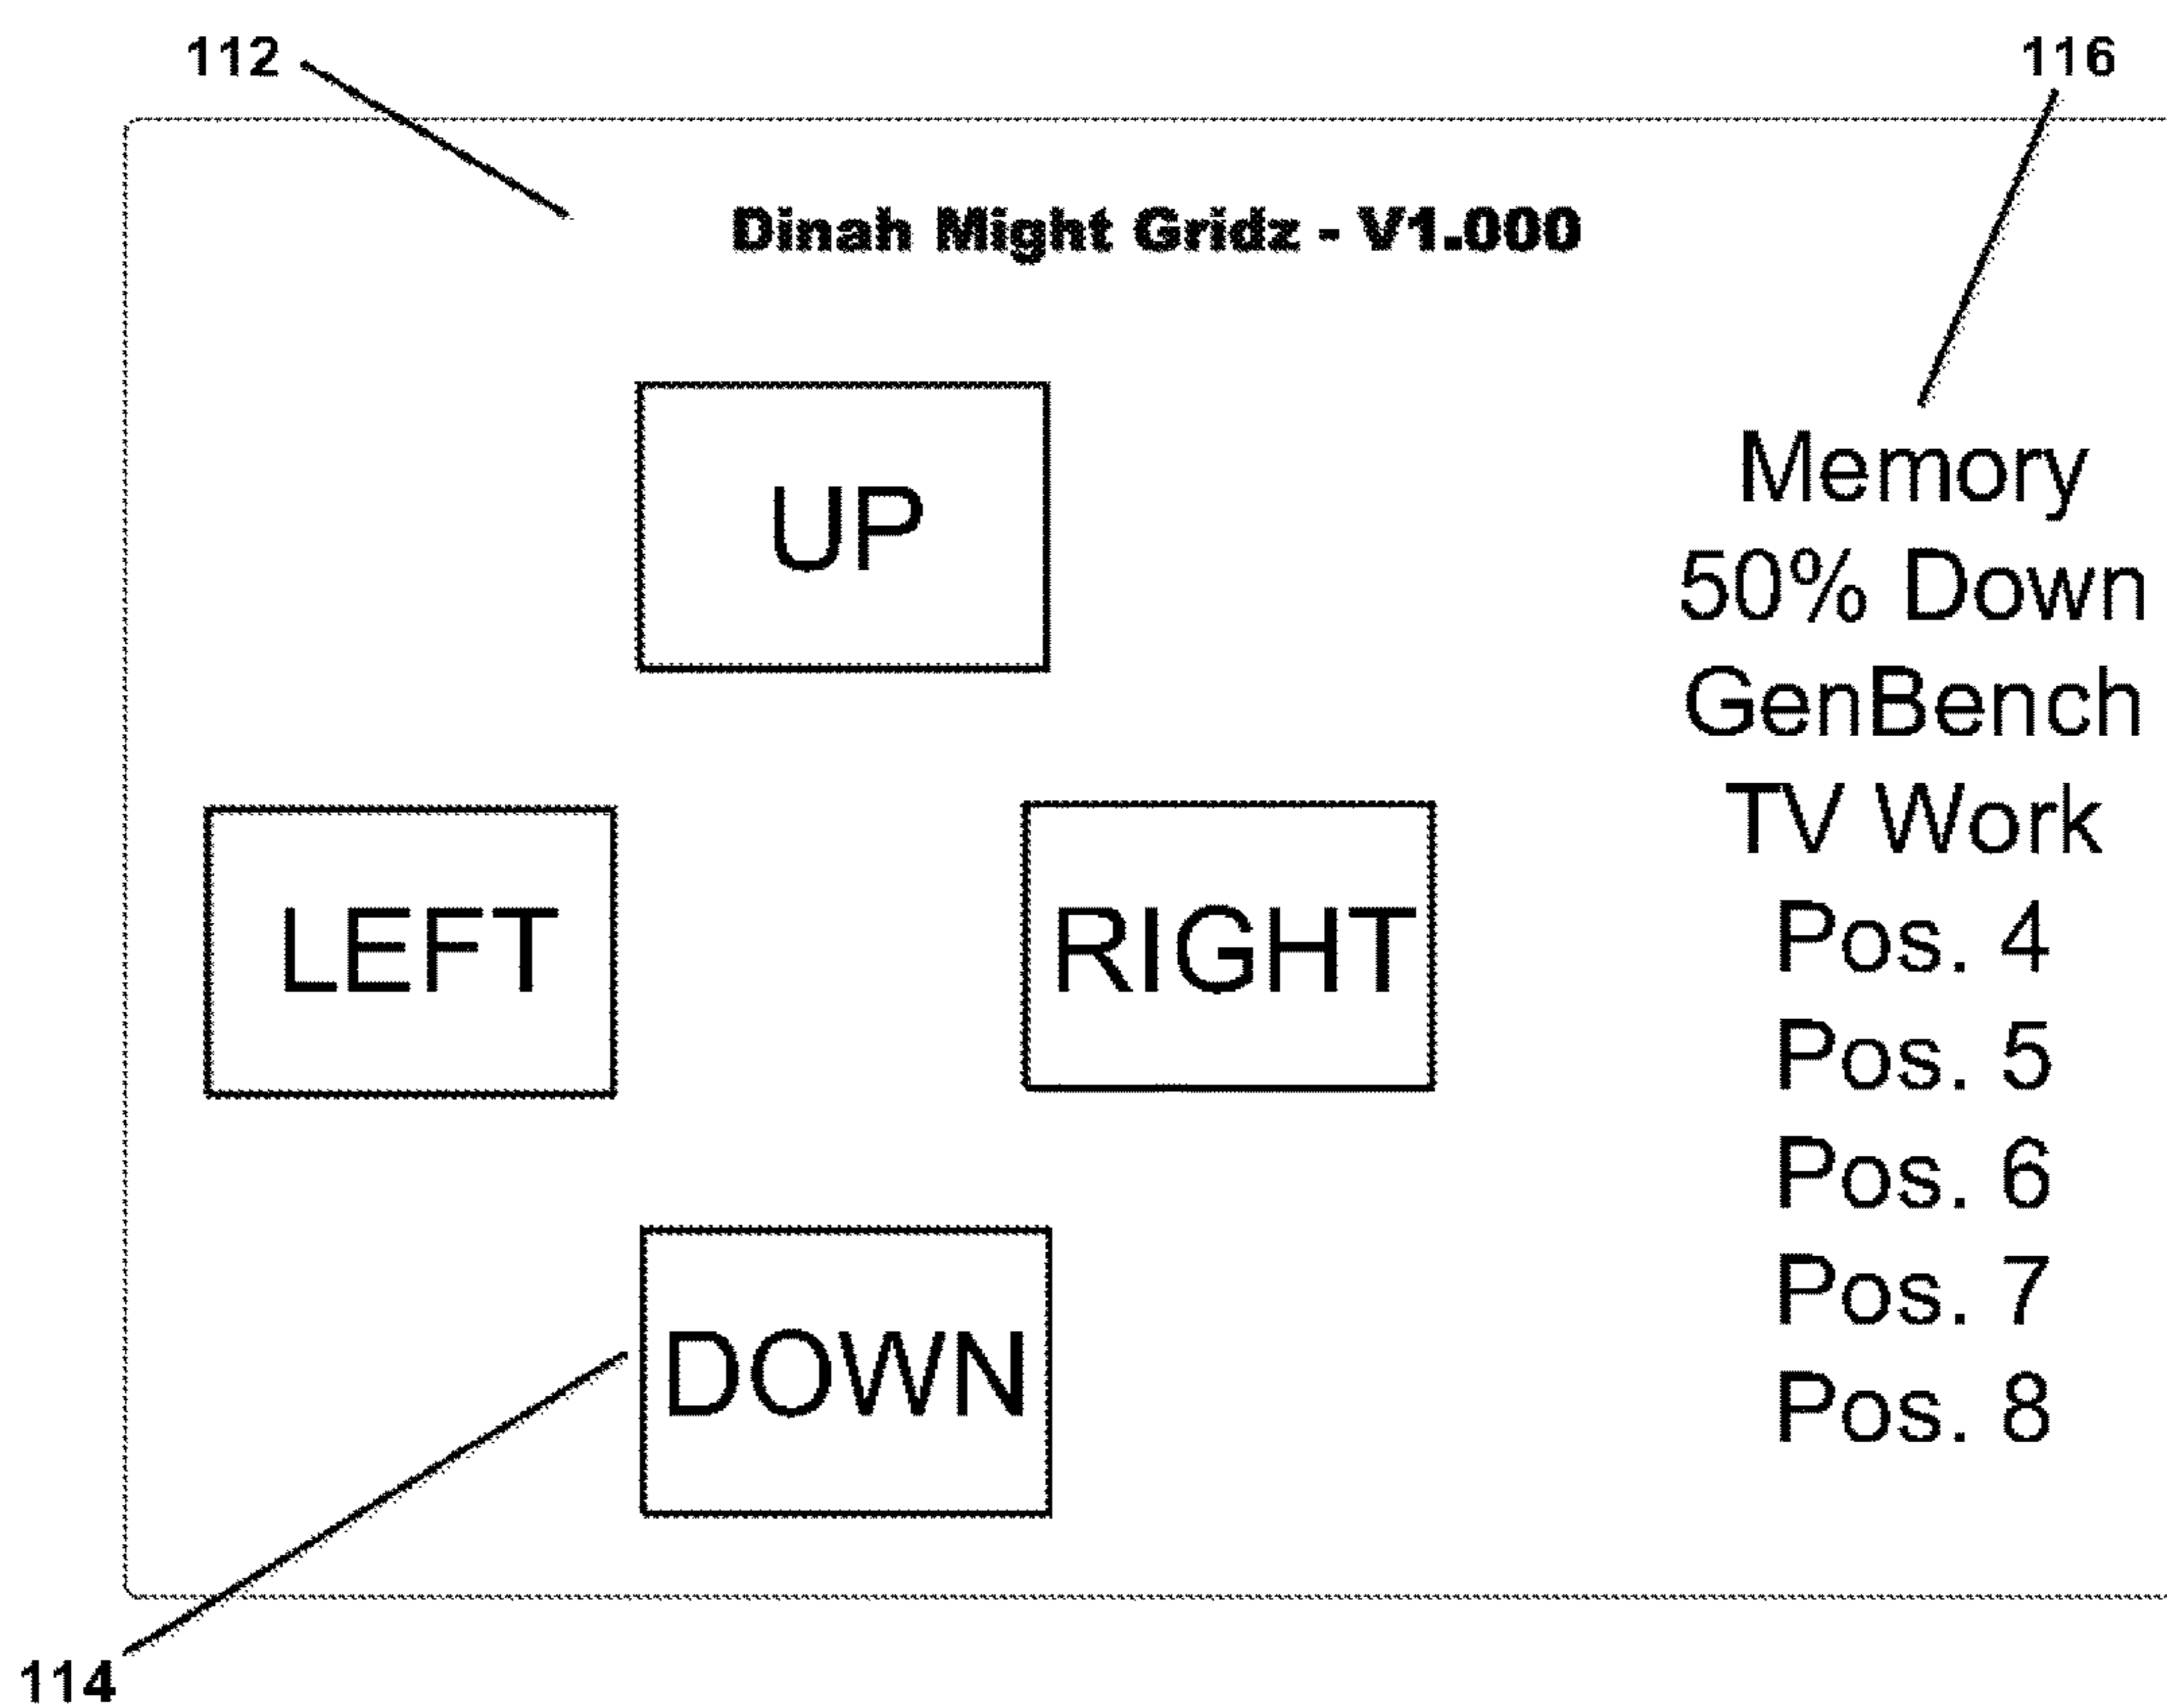 112
116
Dinah Might Gridz - V1.000
UP
LEFT
RIGHT
DOWN
114
Memory
50% Down
GenBench
TV Work
Pos. 4
Pos. 5
Pos. 6
Pos. 7
Pos. 8